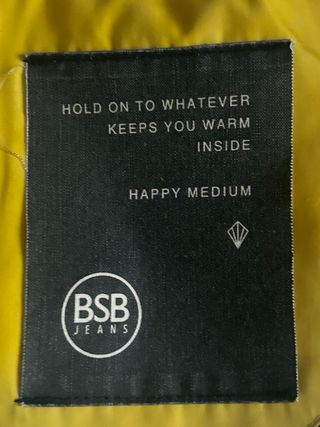 HOLD ON TO WHATEVER
KEEPS YOU WARM
INSIDE
HAPPY MEDIUM
BSB
JEANS